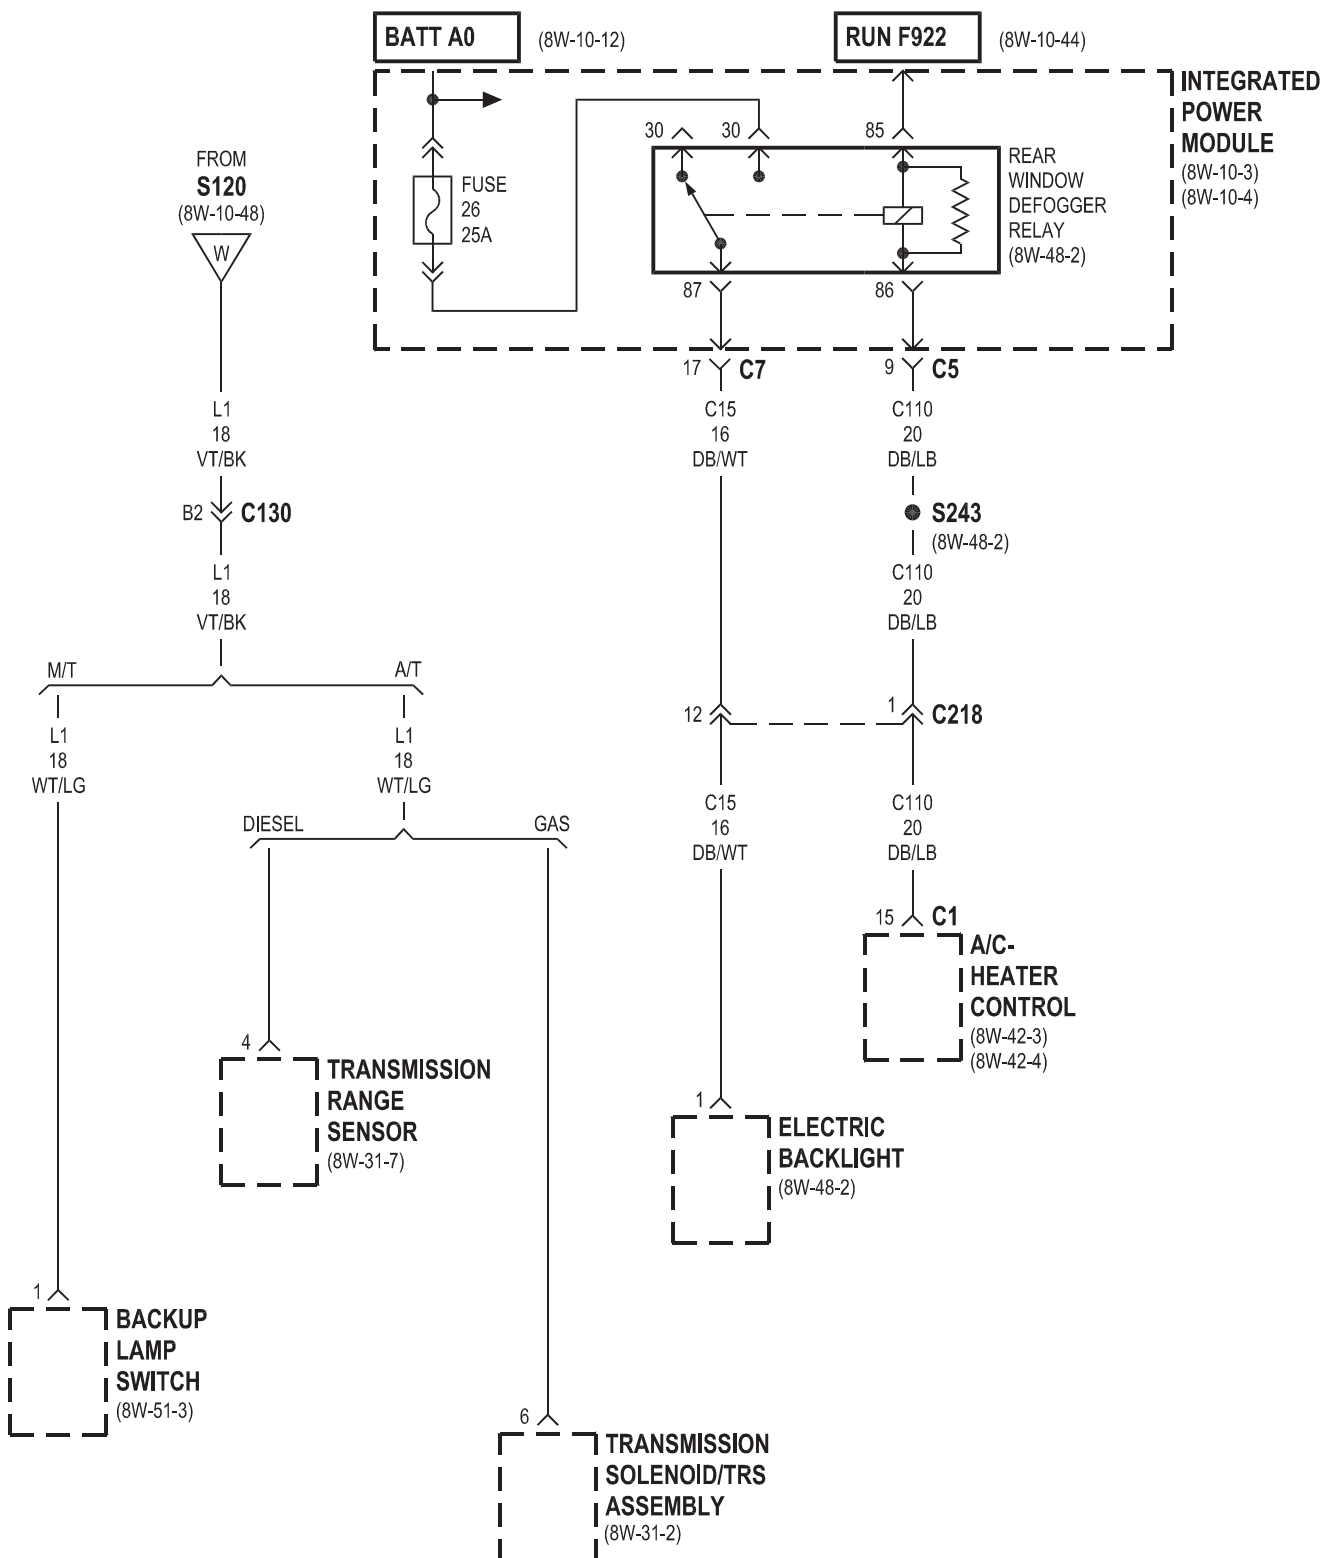 BATT A0
(8W-10-12)
RUN F922
(8W-10-44)
INTEGRATED
POWER
MODULE
(8W-10-3)
(8W-10-4)
30
30
85
REAR
WINDOW
DEFOGGER
RELAY
(8W-48-2)
FUSE
26
25A
87
86
FROM
S120
(8W-10-48)
W
17
C7
9
C5
L1
18
VT/BK
C15
16
DB/WT
C110
20
DB/LB
B2
C130
S243
(8W-48-2)
L1
18
VT/BK
C110
20
DB/LB
M/T
A/T
12
1
C218
L1
18
WT/LG
L1
18
WT/LG
C15
16
DB/WT
C110
20
DB/LB
DIESEL
GAS
15
C1
A/C-
HEATER
CONTROL
(8W-42-3)
(8W-42-4)
4
TRANSMISSION
RANGE
SENSOR
(8W-31-7)
1
ELECTRIC
BACKLIGHT
(8W-48-2)
1
BACKUP
LAMP
SWITCH
(8W-51-3)
6
TRANSMISSION
SOLENOID/TRS
ASSEMBLY
(8W-31-2)